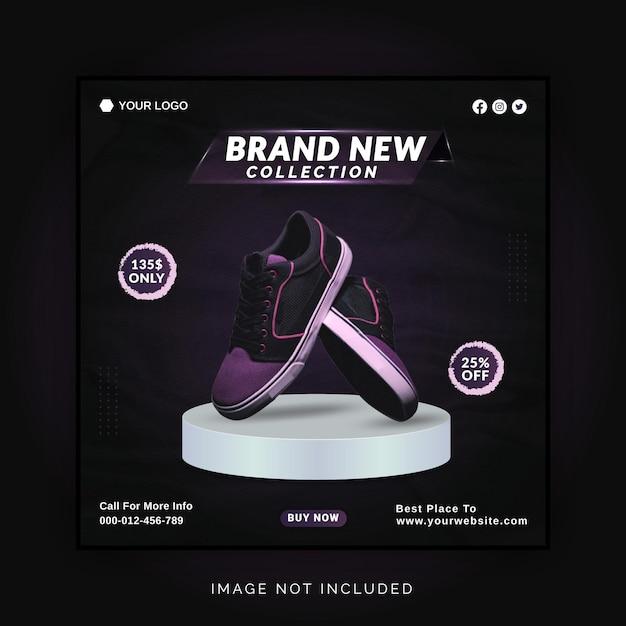 YOUR LOGO
BRAND NEW
COLLECTION
135$
ONLY
25%
OFF
Call For More Info
000-012-456-789
BUY NOW
Best Place To
www.yourwebsite.com
IMAGE NOT INCLUDED